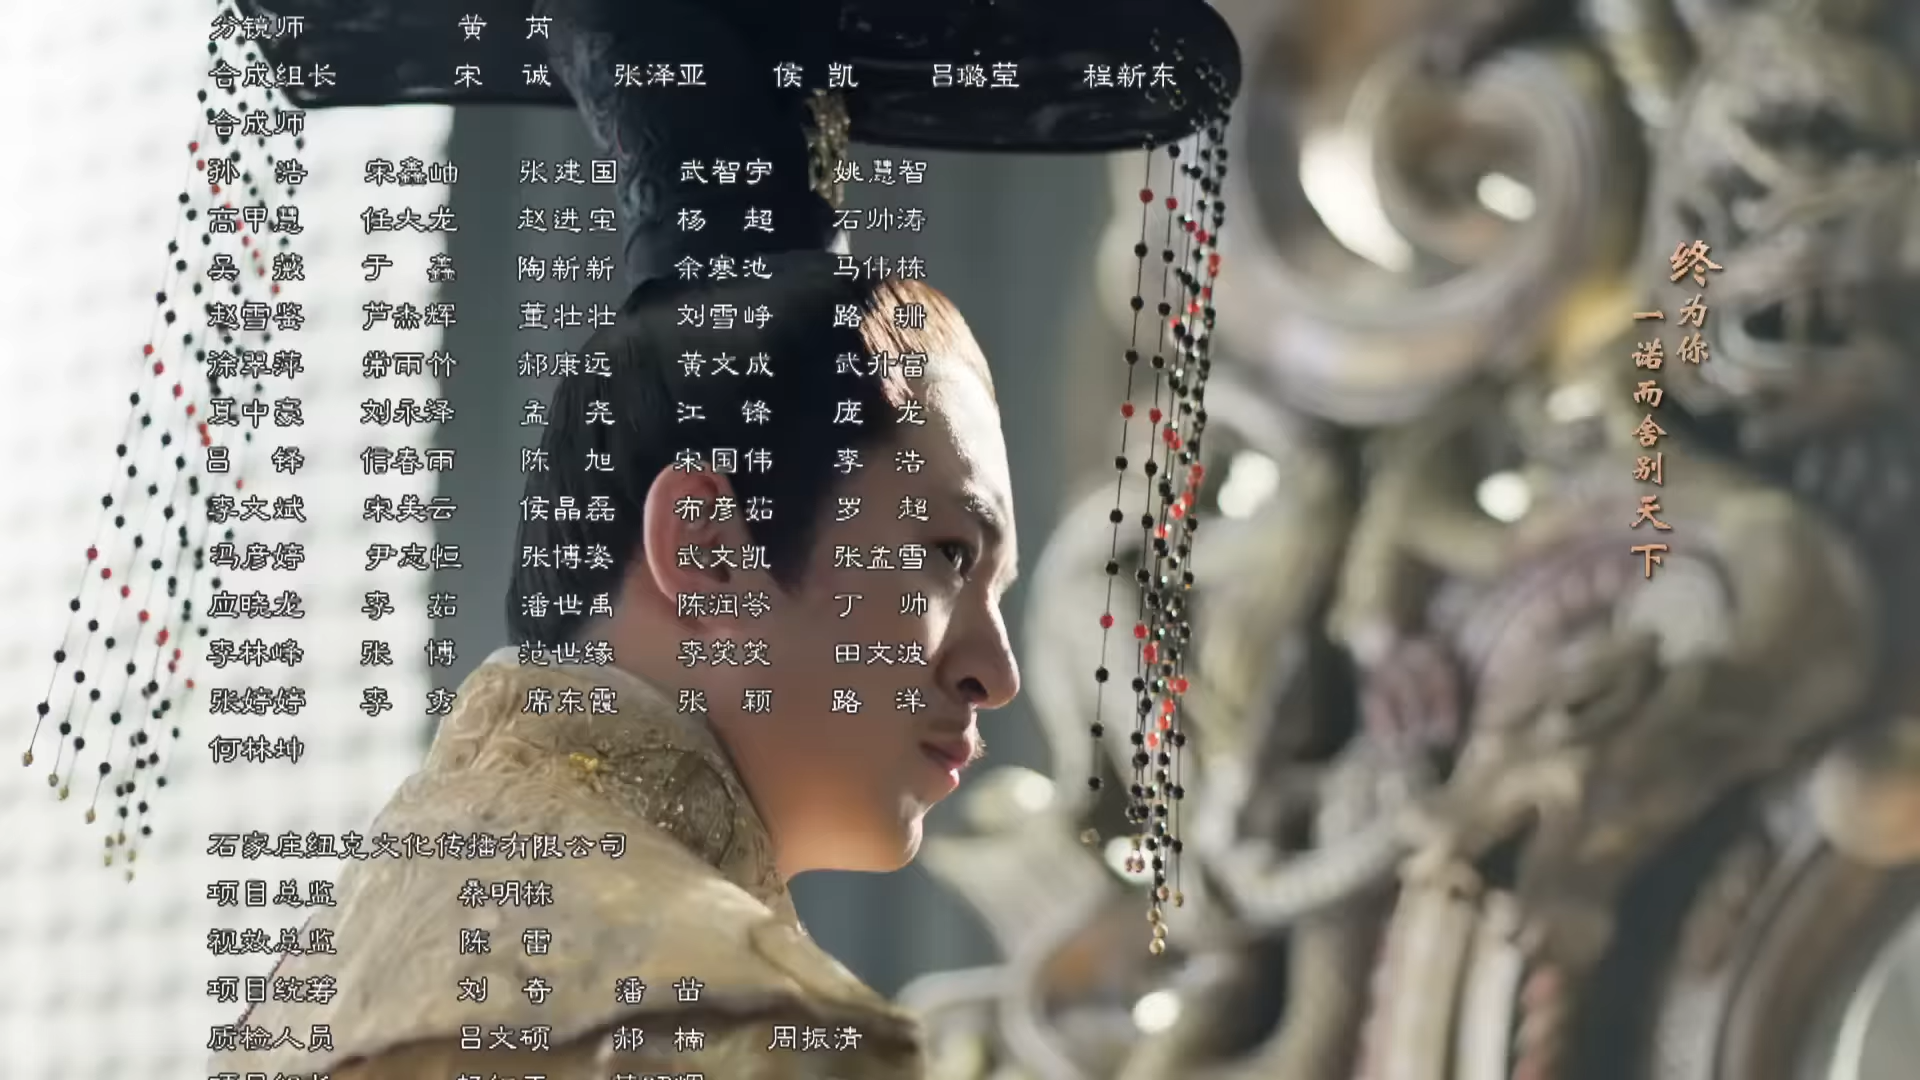 分镜师 黄芮
合成组长 宋诚 张泽亚 侯凯 吕璐莹 程新东
合成师
孙浩 宋鑫岫 张建国 武智宇 姚慧智
高甲慧 任大龙 赵进宝 杨超 石帅涛
吴薇 于鑫 陶新新 余寒池 马伟栋
赵雪鉴 芦杰辉 董壮壮 刘雪峥 路珊
涂翠萍 常雨竹 郝康远 黄文成 武升富
夏中豪 刘永泽 孟尧 江锋 庞龙
吕铎 信春雨 陈旭 宋国伟 李浩
李文斌 宋美云 侯晶磊 布彦茹 罗超
冯彦婷 尹志恒 张博姿 武文凯 张孟雪
应晓龙 李茹 潘世禹 陈润苓 丁帅
李林峰 张博 范世缘 李笑笑 田文波
张婷婷 李秀 席东霞 张颖 路洋
何林坤
石家庄纽克文化传播有限公司
项目总监 桑明栋
视效总监 陈雷
项目统筹 刘奇 潘苗
质检人员 吕文硕 郝楠 周振清
终为你
一诺而舍别天下